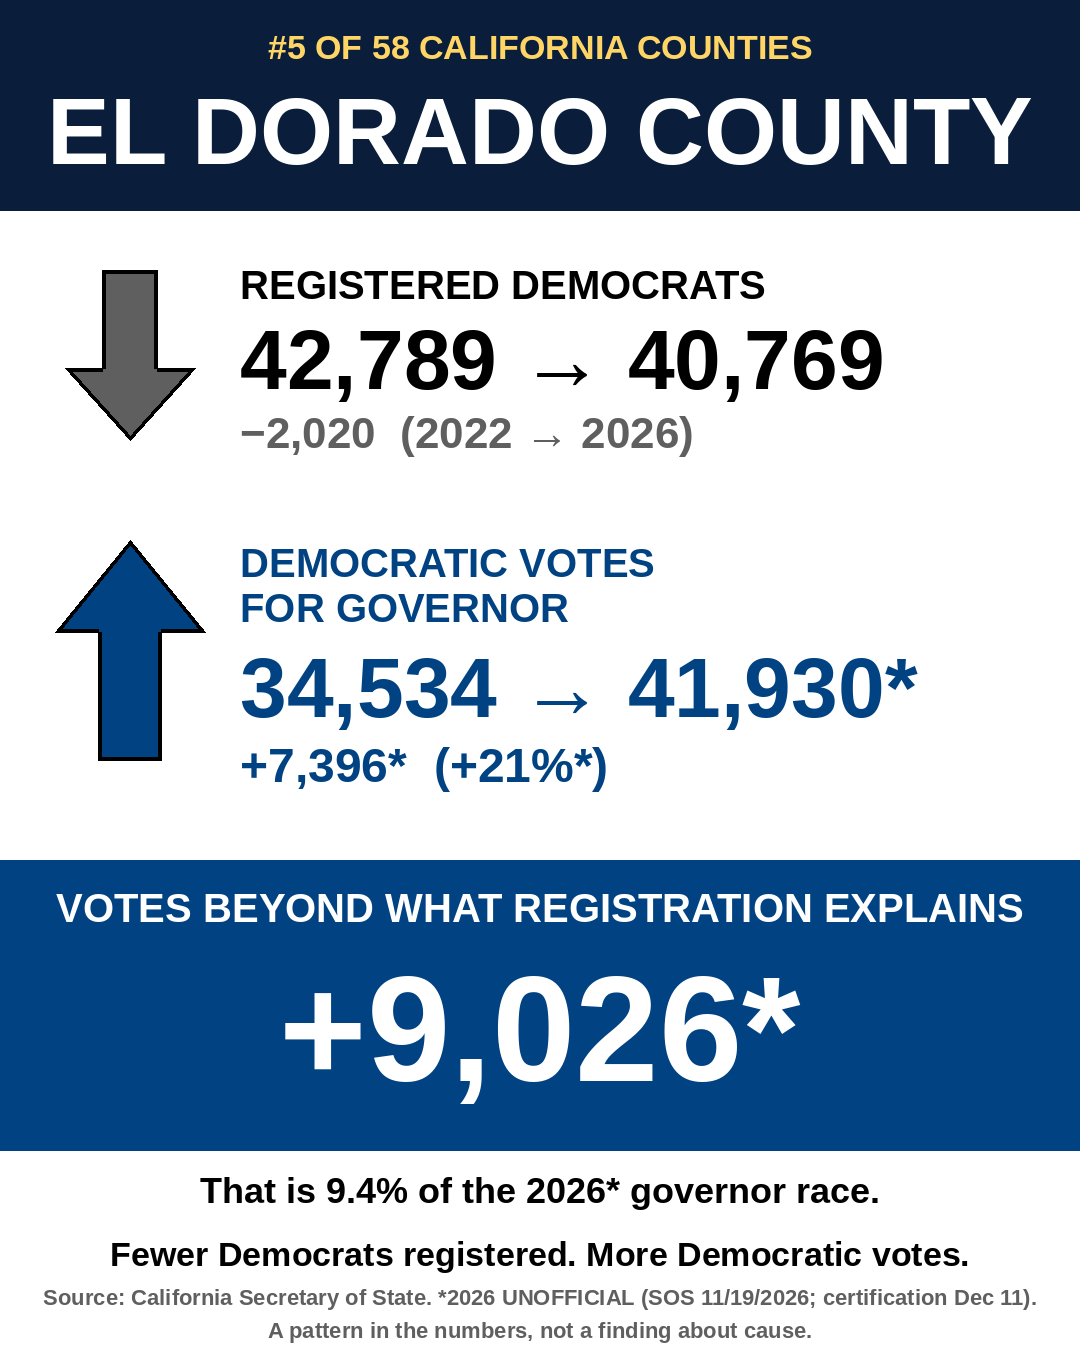 #5 OF 58 CALIFORNIA COUNTIES
EL DORADO COUNTY
REGISTERED DEMOCRATS
42,789 → 40,769
−2,020 (2022 → 2026)
DEMOCRATIC VOTES
FOR GOVERNOR
34,534 → 41,930*
+7,396* (+21%*)
VOTES BEYOND WHAT REGISTRATION EXPLAINS
+9,026*
That is 9.4% of the 2026* governor race.
Fewer Democrats registered. More Democratic votes.
Source: California Secretary of State. *2026 UNOFFICIAL (SOS 11/19/2026; certification Dec 11).
A pattern in the numbers, not a finding about cause.